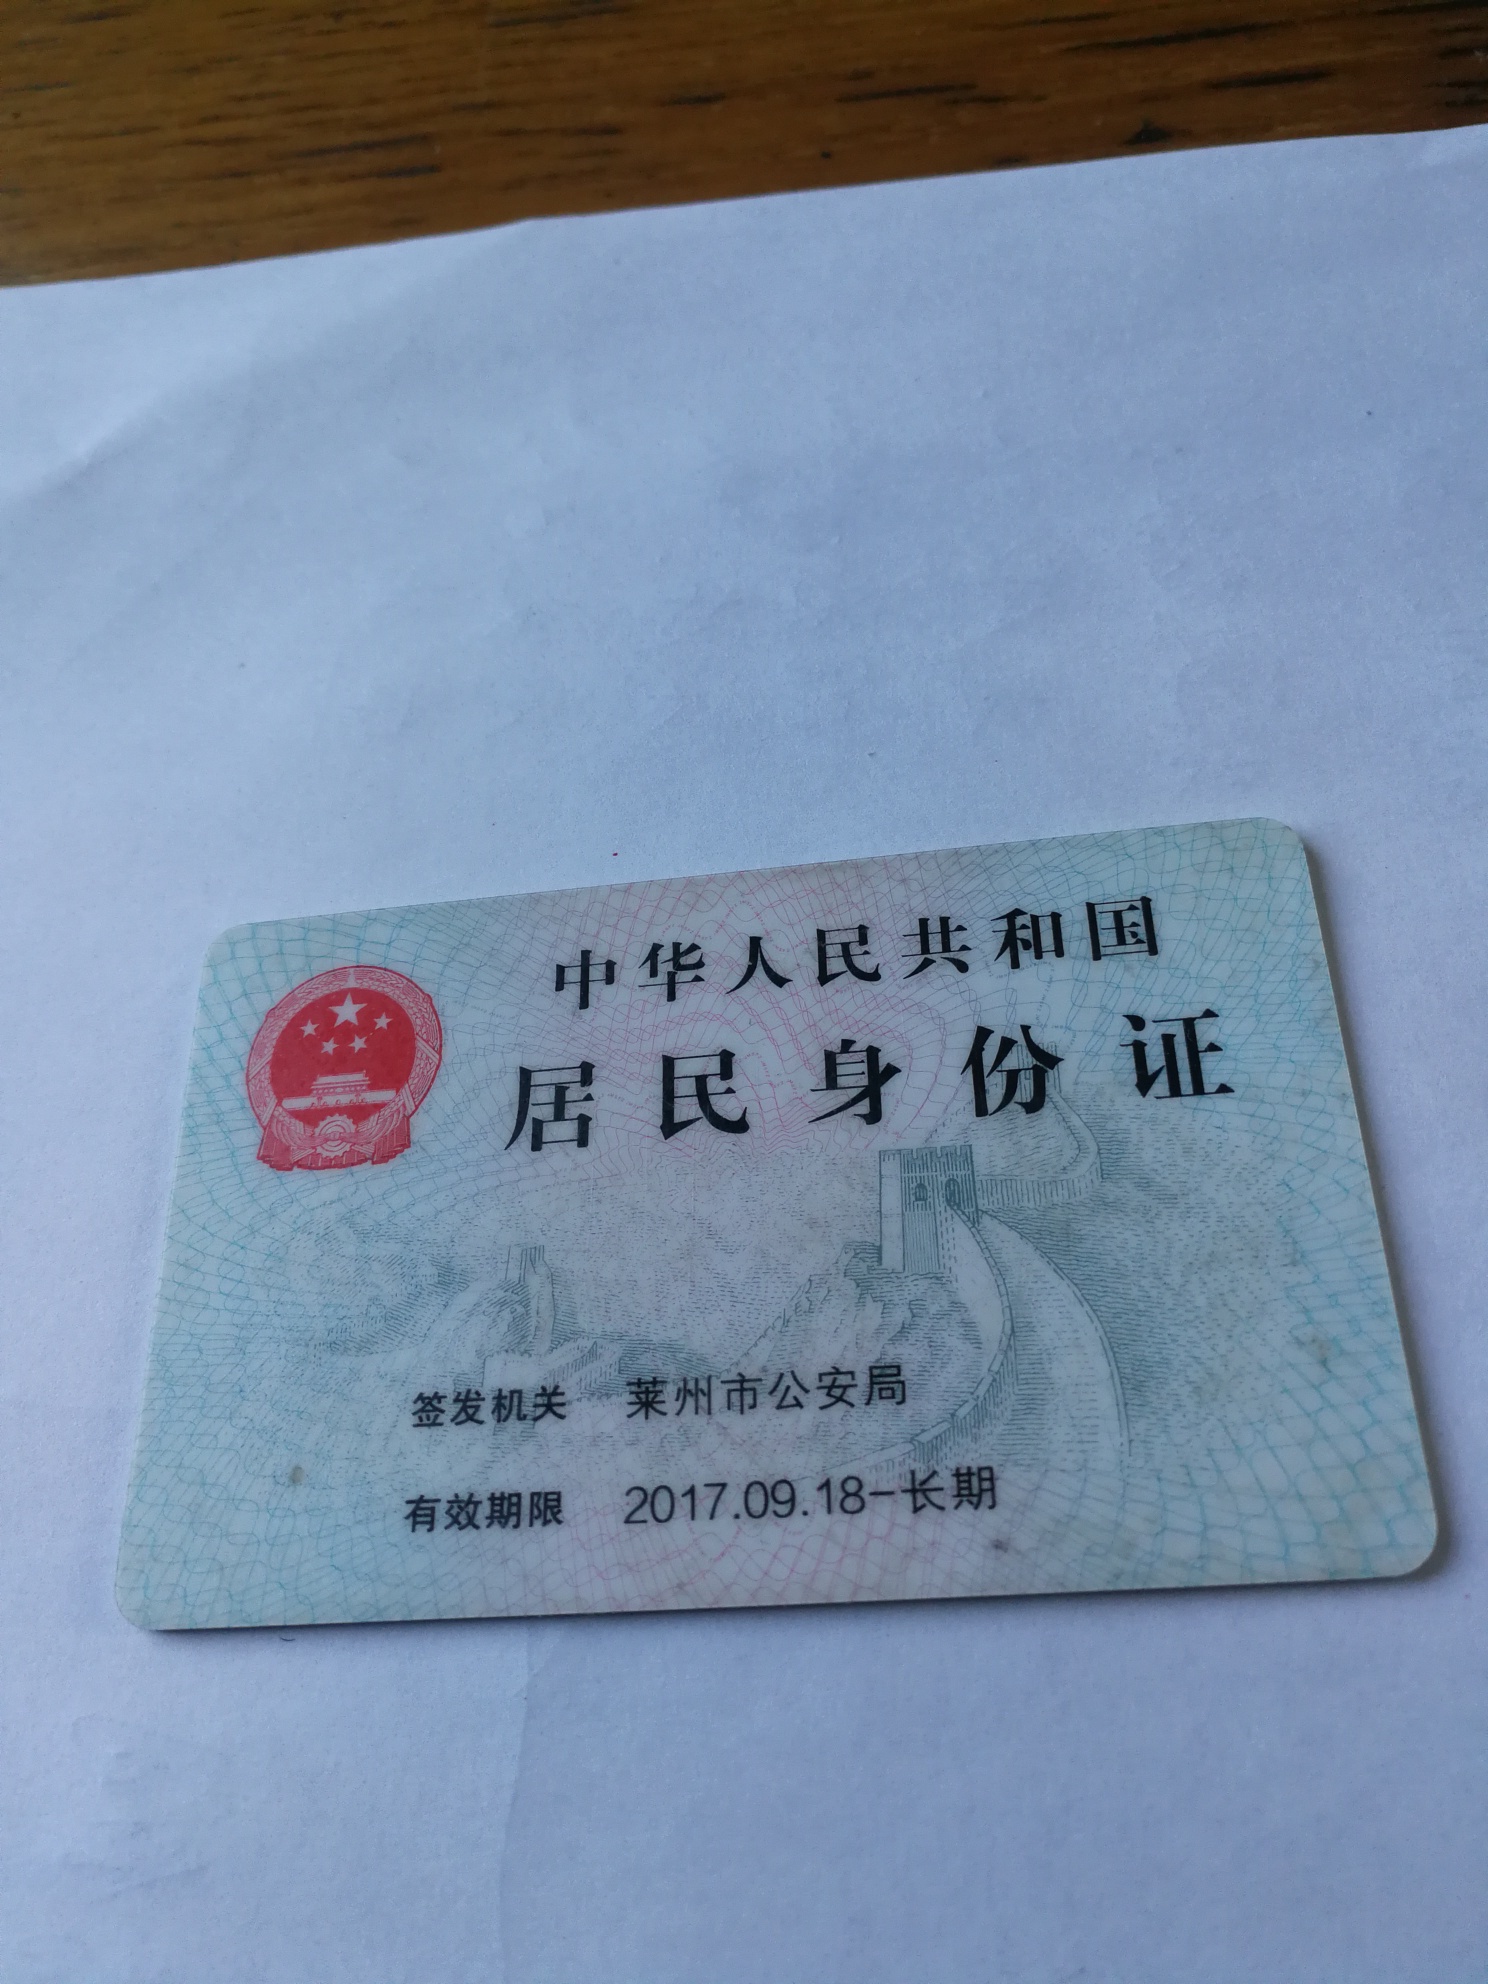 中华人民共和国
居民身份证
签发机关 莱州市公安局
有效期限 2017.09.18-长期